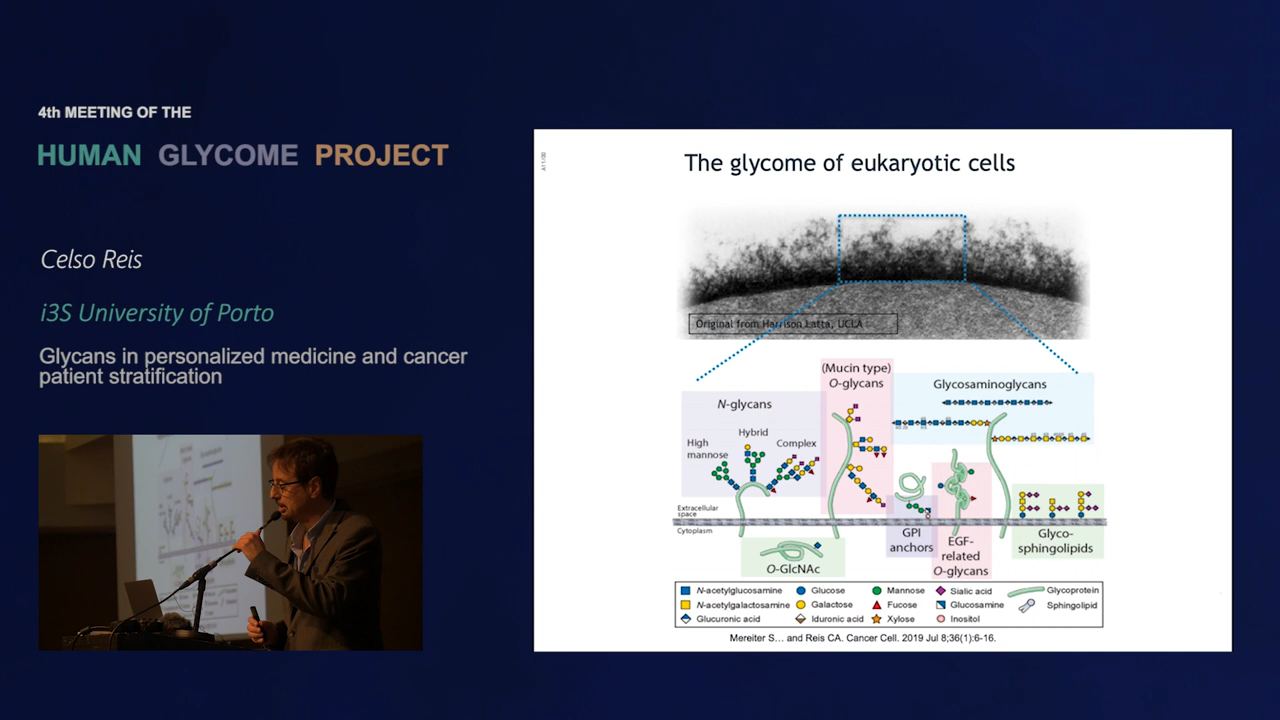 4th MEETING OF THE
HUMAN GLYCOME PROJECT
Celso Reis
i3S University of Porto
Glycans in personalized medicine and cancer
patient stratification
The glycome of eukaryotic cells
Original from Harrison Latta, UCLA
(Mucin type)
O-glycans
Glycosaminoglycans
N-glycans
Hybrid
High
mannose
Complex
Extracellular
space
Cytoplasm
GPI
anchors
EGF-
related
O-glycans
Glyco-
sphingolipids
O-GlcNAc
N-acetylglucosamine Glucose Mannose Sialic acid Glycoprotein
N-acetylgalactosamine Galactose Fucose Glucosamine Sphingolipid
Glucuronic acid Iduronic acid Xylose Inositol
Mereiter S... and Reis CA. Cancer Cell. 2019 Jul 8;36(1):6-16.